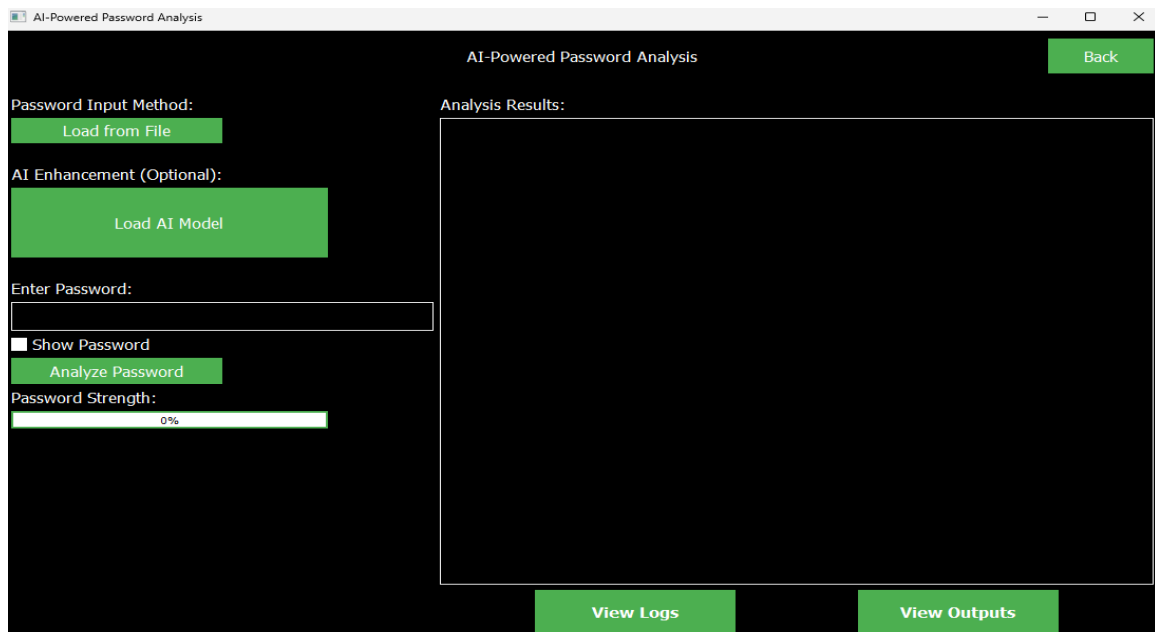 AI-Powered Password Analysis
AI-Powered Password Analysis
Back
Password Input Method:
Load from File
AI Enhancement (Optional):
Load AI Model
Enter Password:
Show Password
Analyze Password
Password Strength:
0%
Analysis Results:
View Logs
View Outputs